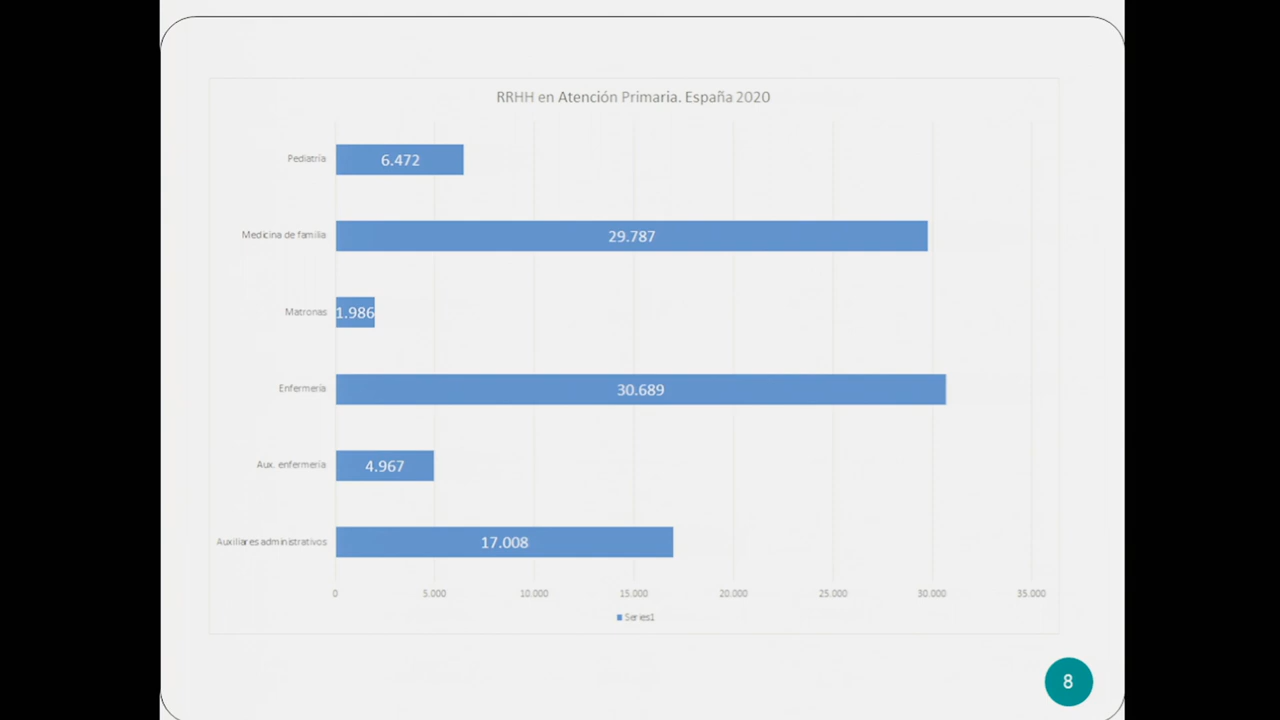 RRHH en Atención Primaria. España 2020
Pediatría
6.472
Medicina de familia
29.787
Matronas
1.986
Enfermería
30.689
Aux. enfermería
4.967
Auxiliares administrativos
17.008
0 5.000 10.000 15.000 20.000 25.000 30.000 35.000
Series1
8